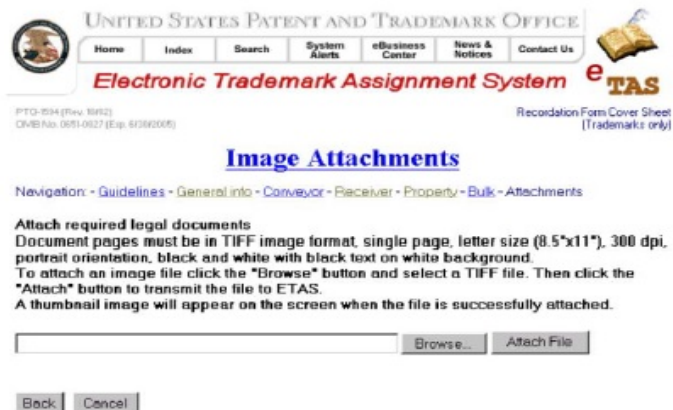 UNITED STATES PATENT AND TRADEMARK OFFICE
Home Index Search System Alerts eBusiness Center News & Notices Contact Us
Electronic Trademark Assignment System
eTAS
PTO-1594 (Rev. 10/02)
OMB No. 0651-0027 (Exp. 6/30/2005)
Recordation Form Cover Sheet
(Trademarks only)
Image Attachments
Navigation: - Guidelines - General info - Conveyor - Receiver - Property - Bulk - Attachments
Attach required legal documents
Document pages must be in TIFF image format, single page, letter size (8.5"x11"), 300 dpi,
portrait orientation, black and white with black text on white background.
To attach an image file click the "Browse" button and select a TIFF file. Then click the
"Attach" button to transmit the file to ETAS.
A thumbnail image will appear on the screen when the file is successfully attached.
Browse... Attach File
Back Cancel